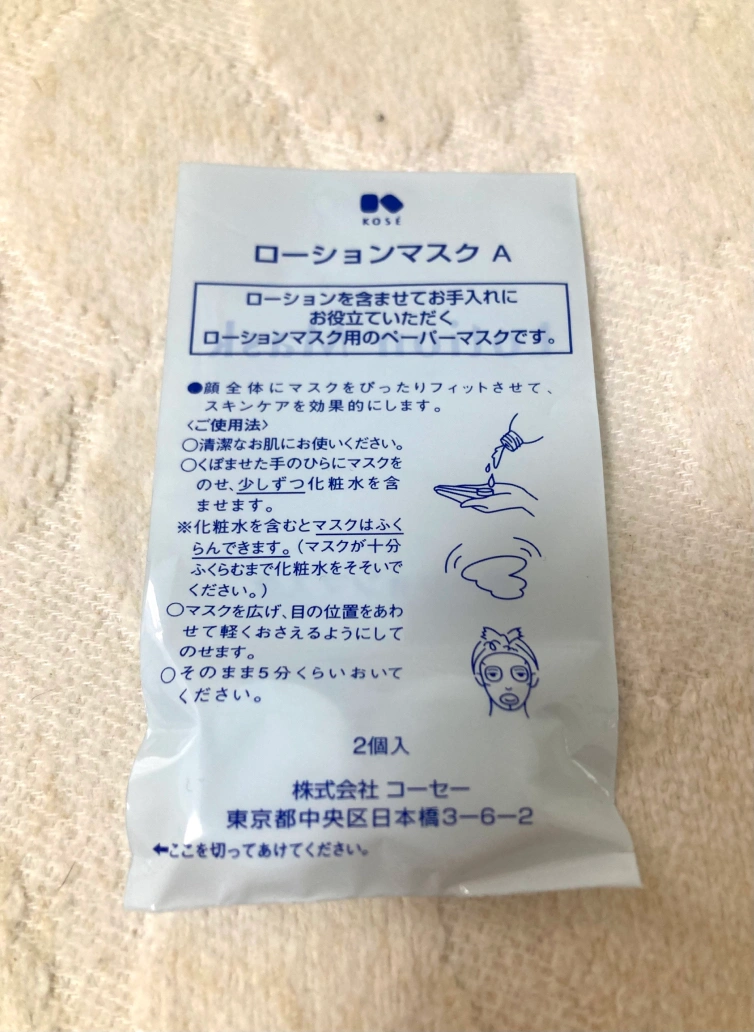 KOSÉ
ローションマスク A
ローションを含ませてお手入れに
お役立ていただく
ローションマスク用のペーパーマスクです。
●顔全体にマスクをぴったりフィットさせて、
スキンケアを効果的にします。
〈ご使用法〉
○清潔なお肌にお使いください。
○くぼませた手のひらにマスクを
のせ、少しずつ化粧水を含
ませます。
※化粧水を含むとマスクはふく
らんできます。(マスクが十分
ふくらむまで化粧水をそそいで
ください。)
○マスクを広げ、目の位置をあわ
せて軽くおさえるようにして
のせます。
○そのまま5分くらいおいて
ください。
2個入
株式会社 コーセー
東京都中央区日本橋3−6−2
←ここを切ってあけてください。